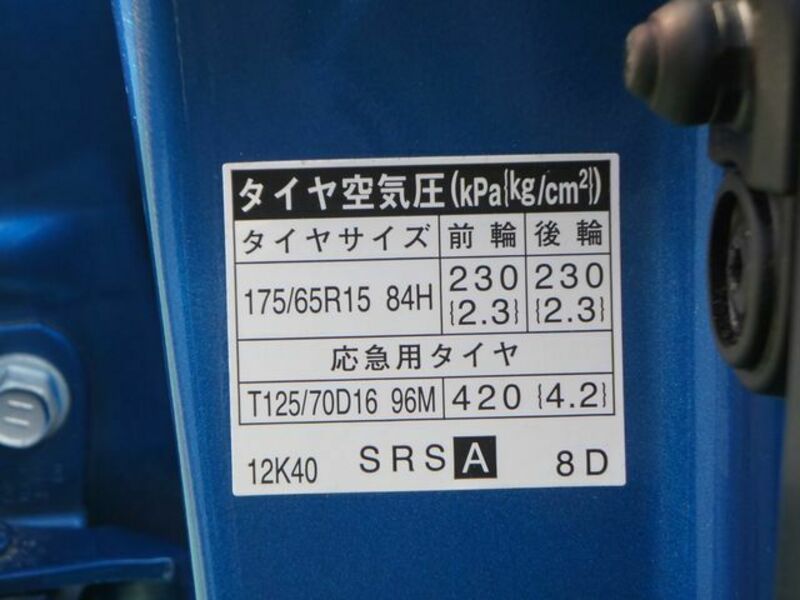 タイヤ空気圧(kPa{kg/cm²})
タイヤサイズ 前輪 後輪
175/65R15 84H 230 {2.3} 230 {2.3}
応急用タイヤ
T125/70D16 96M 420 {4.2}
12K40 SRS A 8D